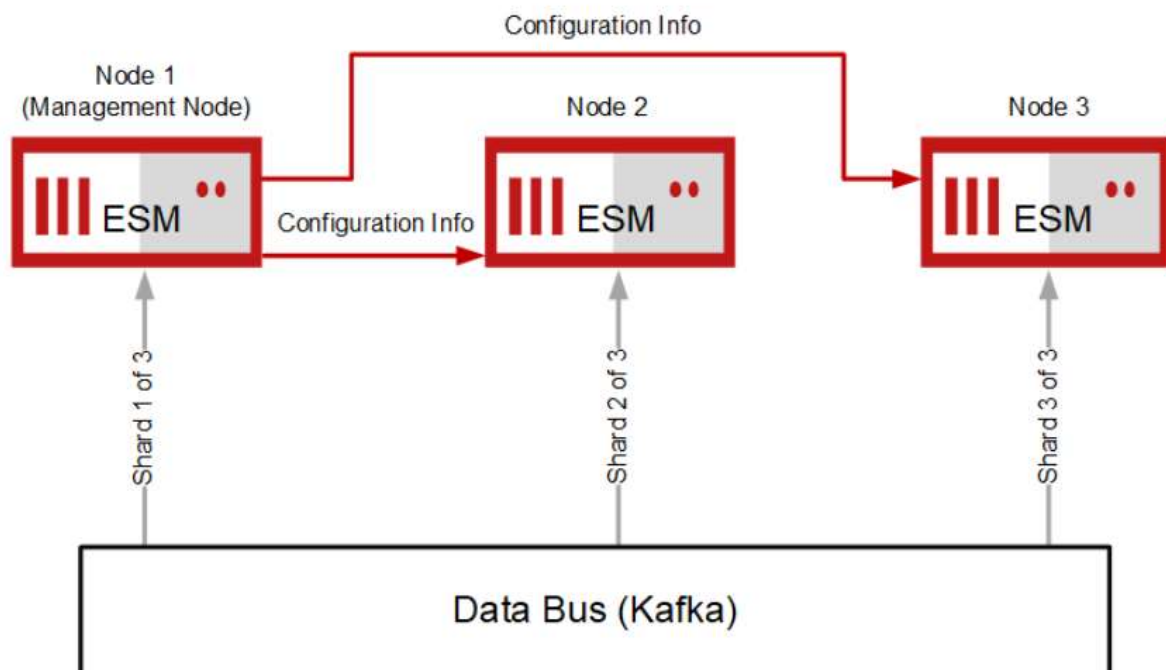 Configuration Info
Node 1
(Management Node)
Node 2
Node 3
ESM
ESM
ESM
Configuration Info
Shard 1 of 3
Shard 2 of 3
Shard 3 of 3
Data Bus (Kafka)